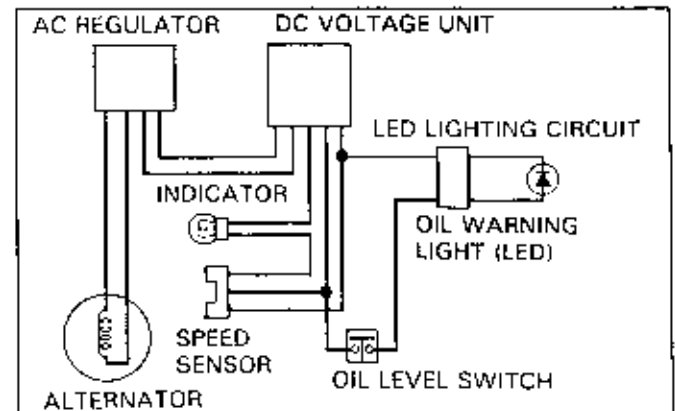 AC REGULATOR
DC VOLTAGE UNIT
LED LIGHTING CIRCUIT
INDICATOR
OIL WARNING
LIGHT (LED)
SPEED
SENSOR
OIL LEVEL SWITCH
ALTERNATOR